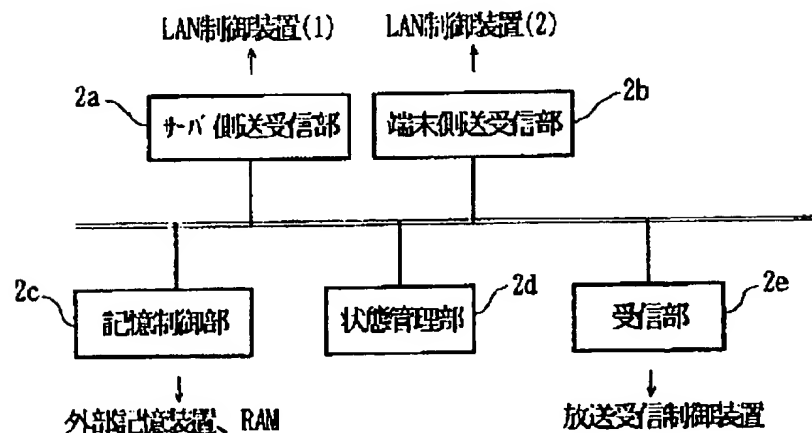 LAN制御装置(1)
LAN制御装置(2)
2a
サーバ側送受信部
端末側送受信部
2b
2c
記憶制御部
状態管理部
2d
受信部
2e
外部記憶装置、RAM
放送受信制御装置